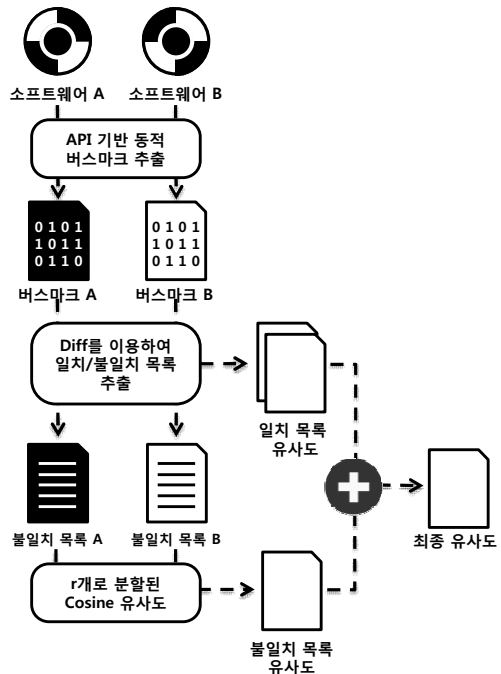 소프트웨어 A
소프트웨어 B
API 기반 동적
버스마크 추출
0 1 0 1
1 0 1 1
0 1 1 0
0 1 0 1
1 0 1 1
0 1 1 0
버스마크 A
버스마크 B
Diff를 이용하여
일치/불일치 목록
추출
일치 목록
유사도
불일치 목록 A
불일치 목록 B
최종 유사도
r개로 분할된
Cosine 유사도
불일치 목록
유사도